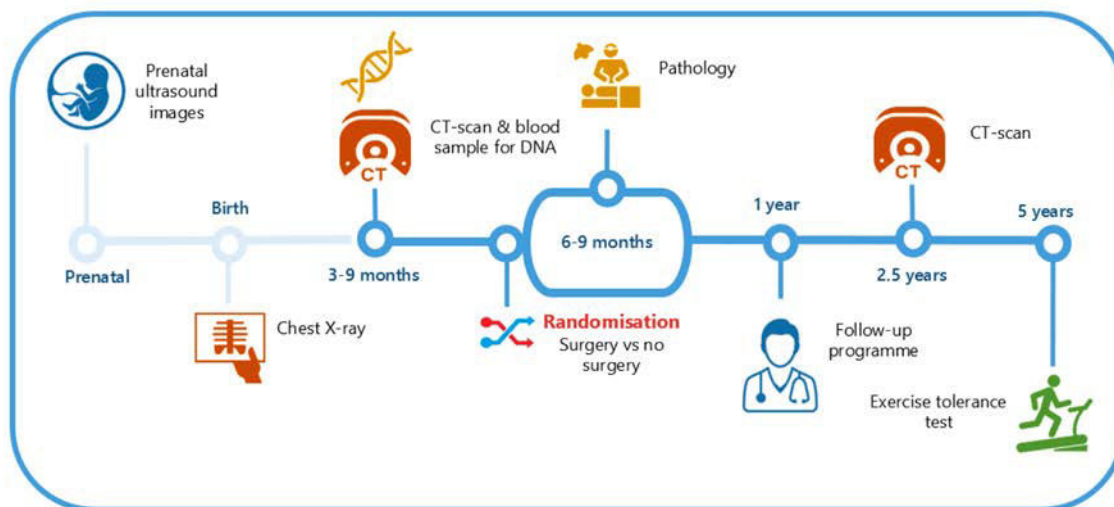 Prenatal
ultrasound
images
Prenatal
Birth
Chest X-ray
CT
CT-scan & blood
sample for DNA
3-9 months
Randomisation
Surgery vs no
surgery
Pathology
6-9 months
1 year
Follow-up
programme
CT
CT-scan
2.5 years
5 years
Exercise tolerance
test